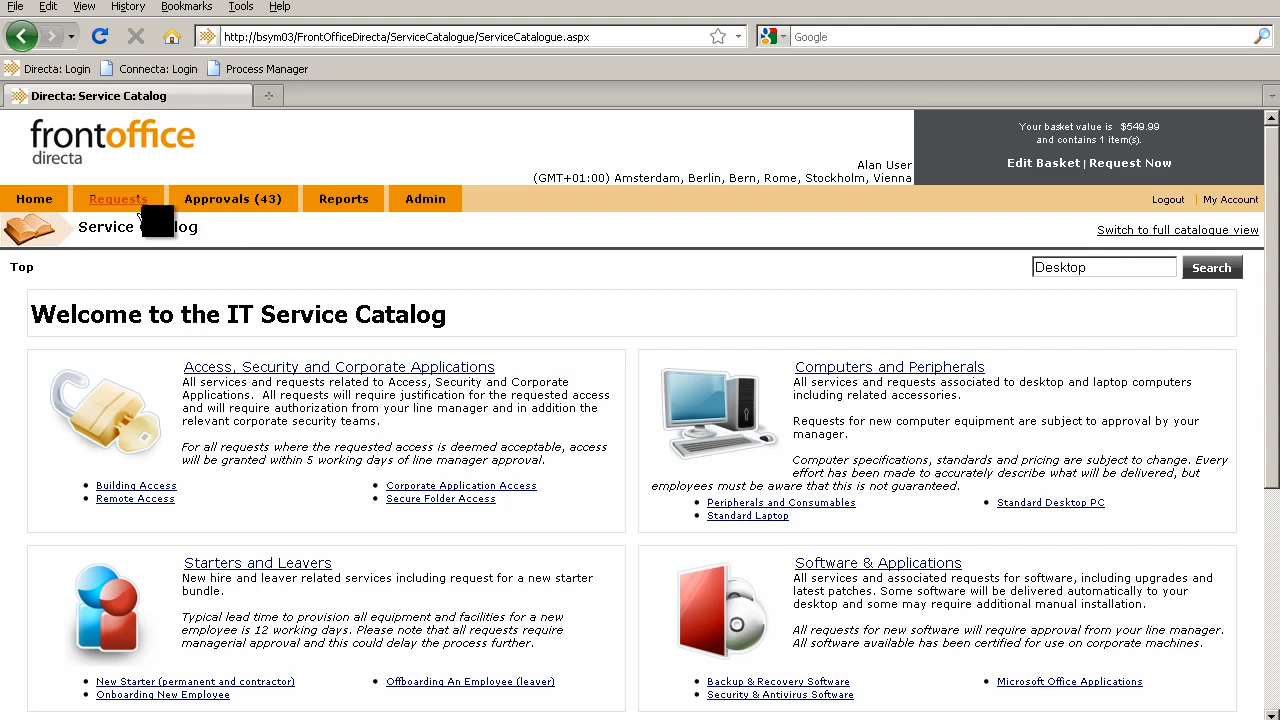 File Edit View History Bookmarks Tools Help
http://bsym03/FrontOfficeDirecta/ServiceCatalogue/ServiceCatalogue.aspx
Google
Directa: Login Connecta: Login Process Manager
Directa: Service Catalog
frontoffice
directa
Your basket value is $549.99
and contains 1 item(s).
Edit Basket | Request Now
Alan User
(GMT+01:00) Amsterdam, Berlin, Bern, Rome, Stockholm, Vienna
Home Requests Approvals (43) Reports Admin
Logout | My Account
Service log
Switch to full catalogue view
Top
Desktop
Search
Welcome to the IT Service Catalog
Access, Security and Corporate Applications
All services and requests related to Access, Security and Corporate
Applications. All requests will require justification for the requested access
and will require authorization from your line manager and in addition the
relevant corporate security teams.
For all requests where the requested access is deemed acceptable, access
will be granted within 5 working days of line manager approval.
Building Access
Remote Access
Corporate Application Access
Secure Folder Access
Computers and Peripherals
All services and requests associated to desktop and laptop computers
including related accessories.
Requests for new computer equipment are subject to approval by your
manager.
Computer specifications, standards and pricing are subject to change. Every
effort has been made to accurately describe what will be delivered, but
employees must be aware that this is not guaranteed.
Peripherals and Consumables
Standard Laptop
Standard Desktop PC
Starters and Leavers
New hire and leaver related services including request for a new starter
bundle.
Typical lead time to provision all equipment and facilities for a new
employee is 12 working days. Please note that all requests require
managerial approval and this could delay the process further.
New Starter (permanent and contractor)
Onboarding New Employee
Offboarding An Employee (leaver)
Software & Applications
All services and associated requests for software, including upgrades and
latest patches. Some software will be delivered automatically to your
desktop and some may require additional manual installation.
All requests for new software will require approval from your line manager.
All software available has been certified for use on corporate machines.
Backup & Recovery Software
Security & Antivirus Software
Microsoft Office Applications